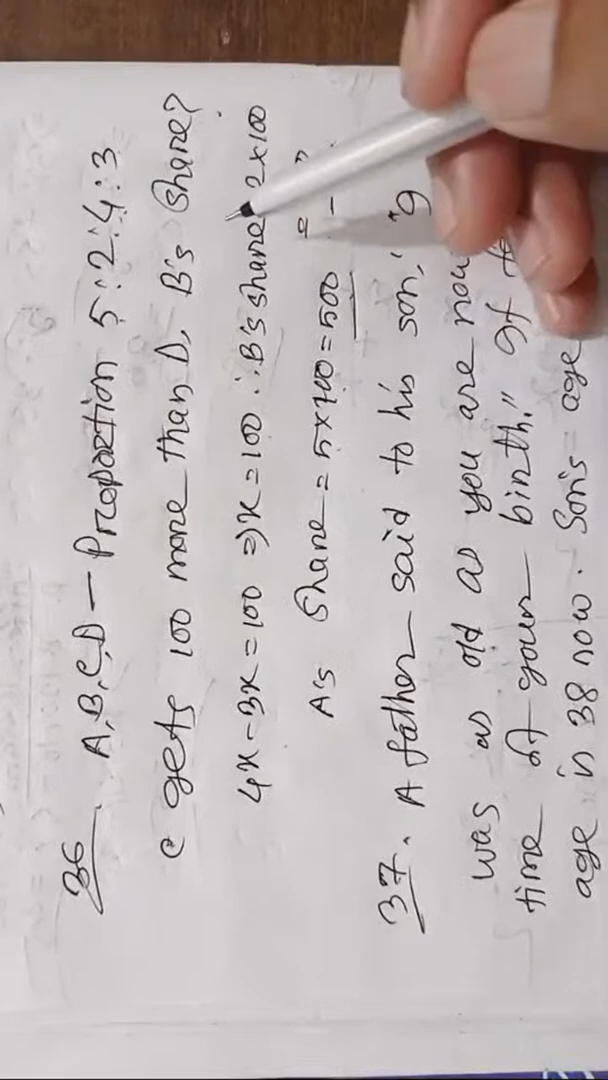 36. A,B,C,D – Proportion 5:2:4:3
C gets 100 more than D. B's share?
4x-3x=100 ⇒x=100 ∴B's share 2x100
A's share = 5x100=500
37. A father said to his son, "I
was as old as you are now
time of your birth." If
age is 38 now. Son's age